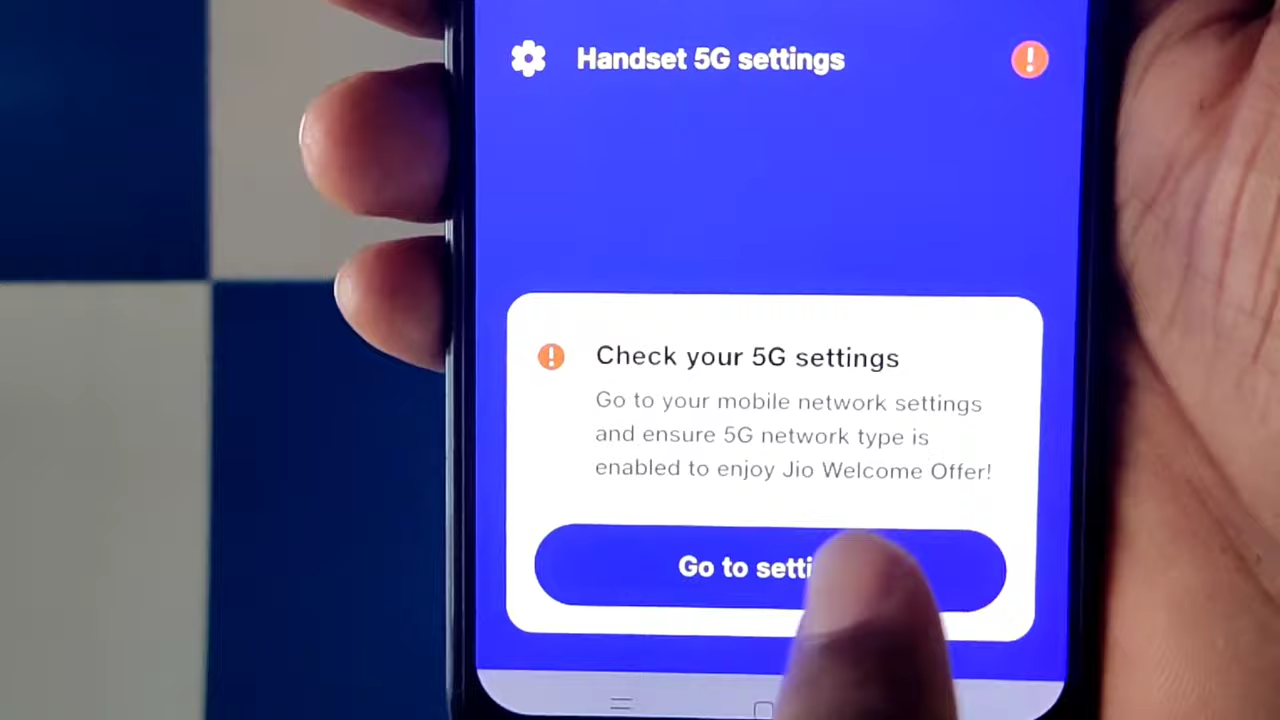 Handset 5G settings
Check your 5G settings
Go to your mobile network settings
and ensure 5G network type is
enabled to enjoy Jio Welcome Offer!
Go to